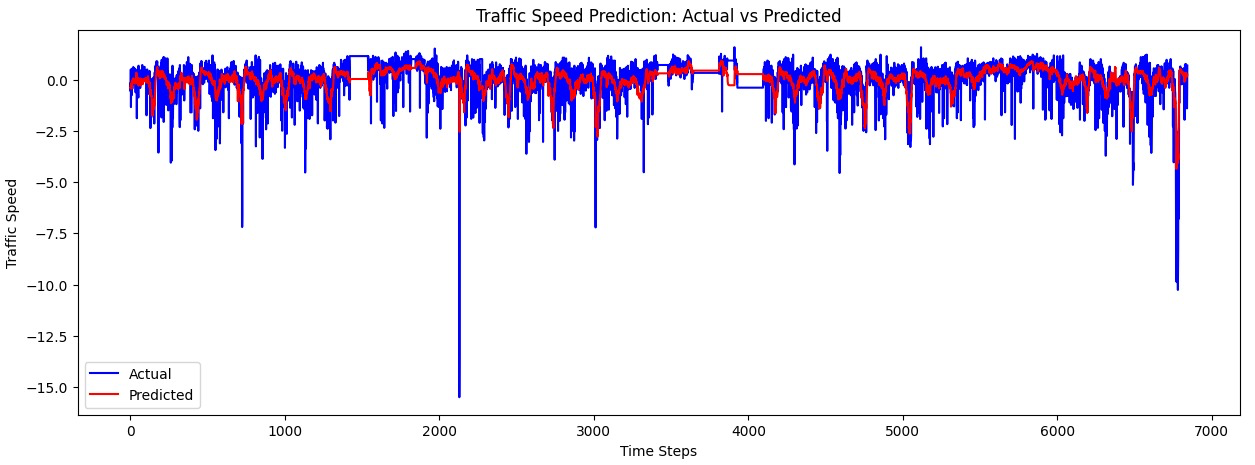 Traffic Speed Prediction: Actual vs Predicted
Traffic Speed
0.0
−2.5
−5.0
−7.5
−10.0
−12.5
−15.0
Actual
Predicted
0 1000 2000 3000 4000 5000 6000 7000
Time Steps